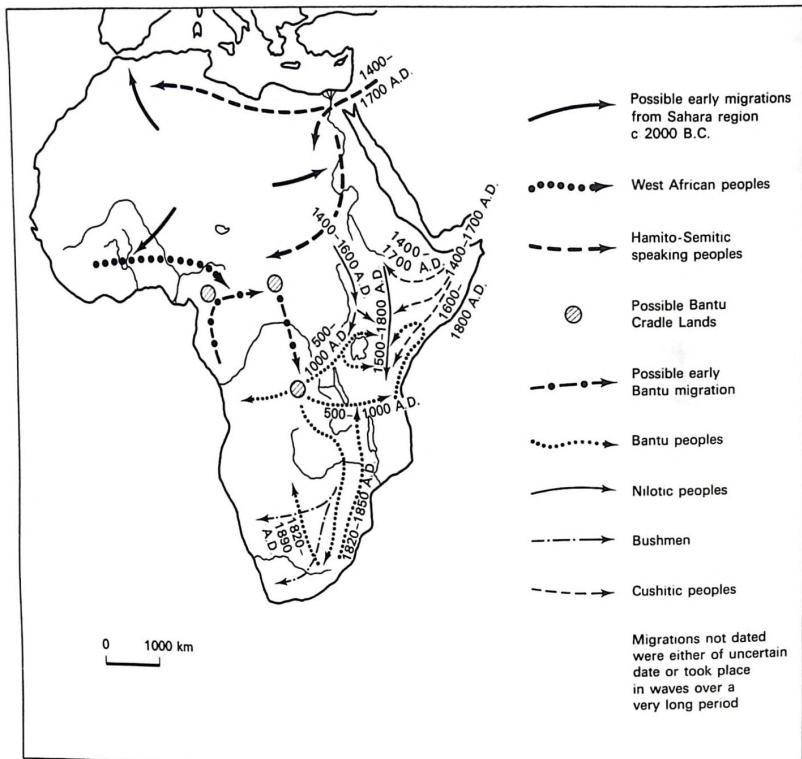 1400–
1700 A.D.
1400–1600 A.D
1400–
1700 A.D.
1400–1700 A.D.
1600–
1800 A.D.
1500–1800 A.D
500–
1000 A.D.
500–1000 A.D.
1820–1850 A.D.
1820–
1890
A.D
0 1000 km
Possible early migrations
from Sahara region
c 2000 B.C.
West African peoples
Hamito-Semitic
speaking peoples
Possible Bantu
Cradle Lands
Possible early
Bantu migration
Bantu peoples
Nilotic peoples
Bushmen
Cushitic peoples
Migrations not dated
were either of uncertain
date or took place
in waves over a
very long period